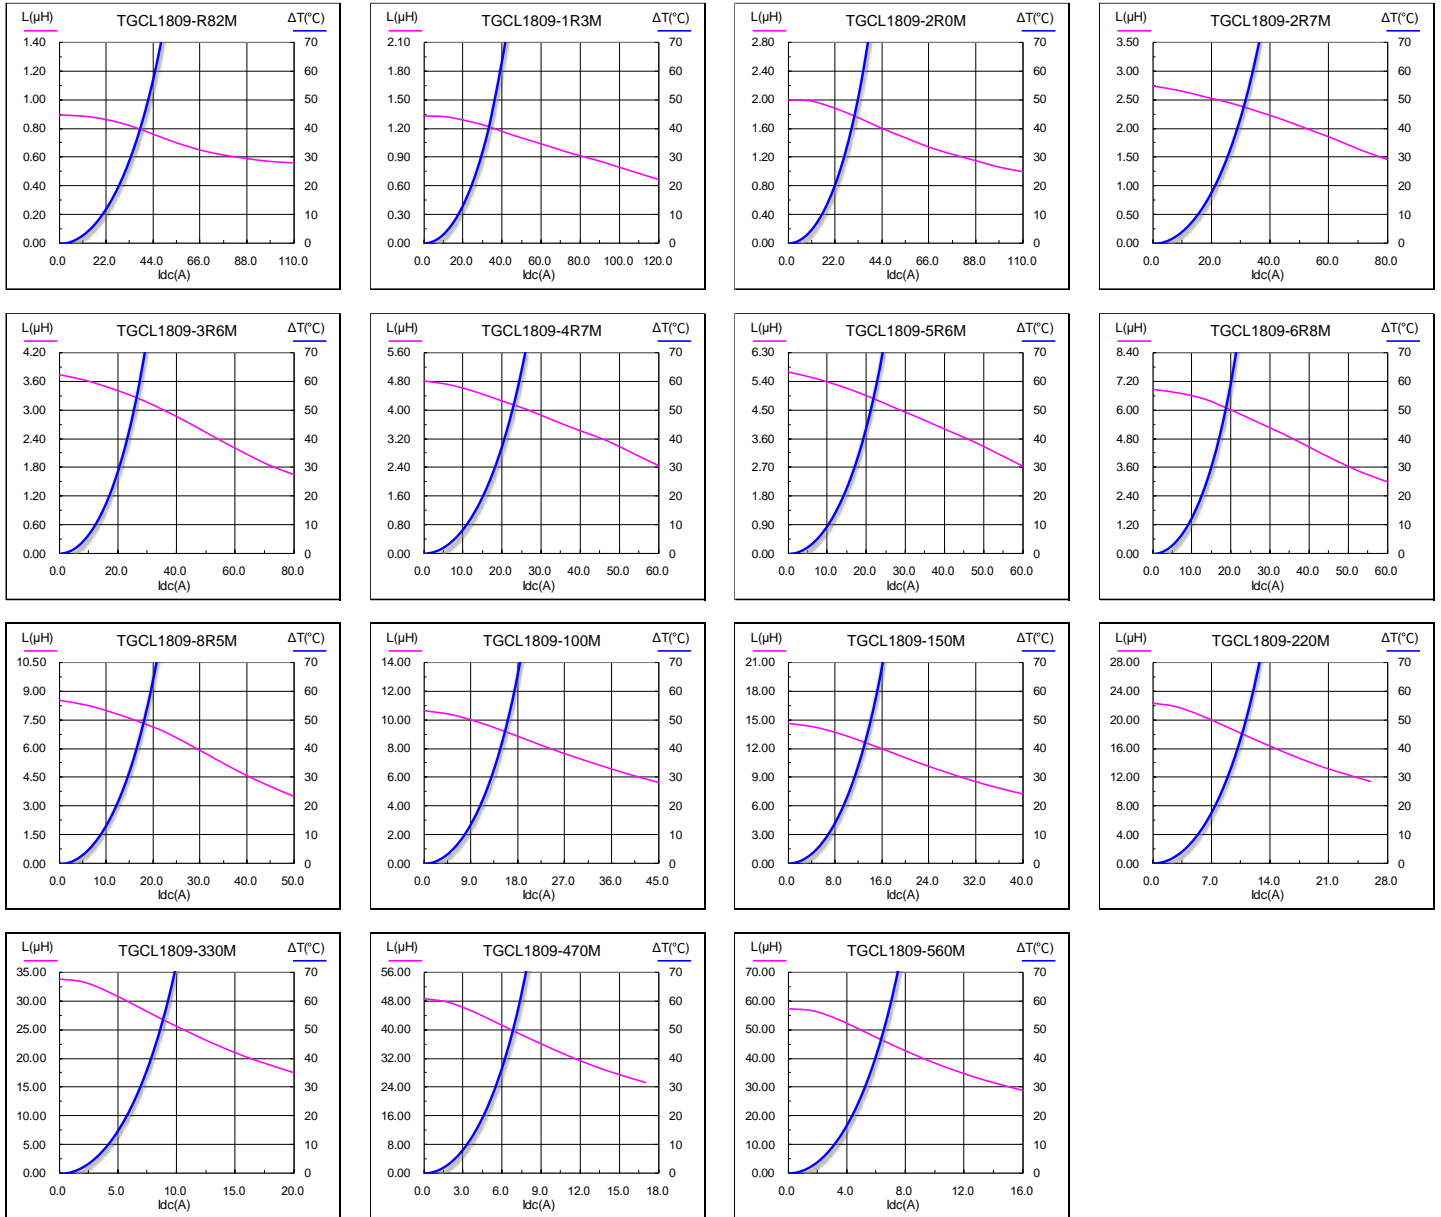 L(μH) TGCL1809-R82M ΔT(℃)
1.40 70
1.20 60
1.00 50
0.80 40
0.60 30
0.40 20
0.20 10
0.00 0
0.0 22.0 44.0 66.0 88.0 110.0
Idc(A)
L(μH) TGCL1809-1R3M ΔT(℃)
2.10 70
1.80 60
1.50 50
1.20 40
0.90 30
0.60 20
0.30 10
0.00 0
0.0 20.0 40.0 60.0 80.0 100.0 120.0
Idc(A)
L(μH) TGCL1809-2R0M ΔT(℃)
2.80 70
2.40 60
2.00 50
1.60 40
1.20 30
0.80 20
0.40 10
0.00 0
0.0 22.0 44.0 66.0 88.0 110.0
Idc(A)
L(μH) TGCL1809-2R7M ΔT(℃)
3.50 70
3.00 60
2.50 50
2.00 40
1.50 30
1.00 20
0.50 10
0.00 0
0.0 20.0 40.0 60.0 80.0
Idc(A)
L(μH) TGCL1809-3R6M ΔT(℃)
4.20 70
3.60 60
3.00 50
2.40 40
1.80 30
1.20 20
0.60 10
0.00 0
0.0 20.0 40.0 60.0 80.0
Idc(A)
L(μH) TGCL1809-4R7M ΔT(℃)
5.60 70
4.80 60
4.00 50
3.20 40
2.40 30
1.60 20
0.80 10
0.00 0
0.0 10.0 20.0 30.0 40.0 50.0 60.0
Idc(A)
L(μH) TGCL1809-5R6M ΔT(℃)
6.30 70
5.40 60
4.50 50
3.60 40
2.70 30
1.80 20
0.90 10
0.00 0
0.0 10.0 20.0 30.0 40.0 50.0 60.0
Idc(A)
L(μH) TGCL1809-6R8M ΔT(℃)
8.40 70
7.20 60
6.00 50
4.80 40
3.60 30
2.40 20
1.20 10
0.00 0
0.0 10.0 20.0 30.0 40.0 50.0 60.0
Idc(A)
L(μH) TGCL1809-8R5M ΔT(℃)
10.50 70
9.00 60
7.50 50
6.00 40
4.50 30
3.00 20
1.50 10
0.00 0
0.0 10.0 20.0 30.0 40.0 50.0
Idc(A)
L(μH) TGCL1809-100M ΔT(℃)
14.00 70
12.00 60
10.00 50
8.00 40
6.00 30
4.00 20
2.00 10
0.00 0
0.0 9.0 18.0 27.0 36.0 45.0
Idc(A)
L(μH) TGCL1809-150M ΔT(℃)
21.00 70
18.00 60
15.00 50
12.00 40
9.00 30
6.00 20
3.00 10
0.00 0
0.0 8.0 16.0 24.0 32.0 40.0
Idc(A)
L(μH) TGCL1809-220M ΔT(℃)
28.00 70
24.00 60
20.00 50
16.00 40
12.00 30
8.00 20
4.00 10
0.00 0
0.0 7.0 14.0 21.0 28.0
Idc(A)
L(μH) TGCL1809-330M ΔT(℃)
35.00 70
30.00 60
25.00 50
20.00 40
15.00 30
10.00 20
5.00 10
0.00 0
0.0 5.0 10.0 15.0 20.0
Idc(A)
L(μH) TGCL1809-470M ΔT(℃)
56.00 70
48.00 60
40.00 50
32.00 40
24.00 30
16.00 20
8.00 10
0.00 0
0.0 3.0 6.0 9.0 12.0 15.0 18.0
Idc(A)
L(μH) TGCL1809-560M ΔT(℃)
70.00 70
60.00 60
50.00 50
40.00 40
30.00 30
20.00 20
10.00 10
0.00 0
0.0 4.0 8.0 12.0 16.0
Idc(A)